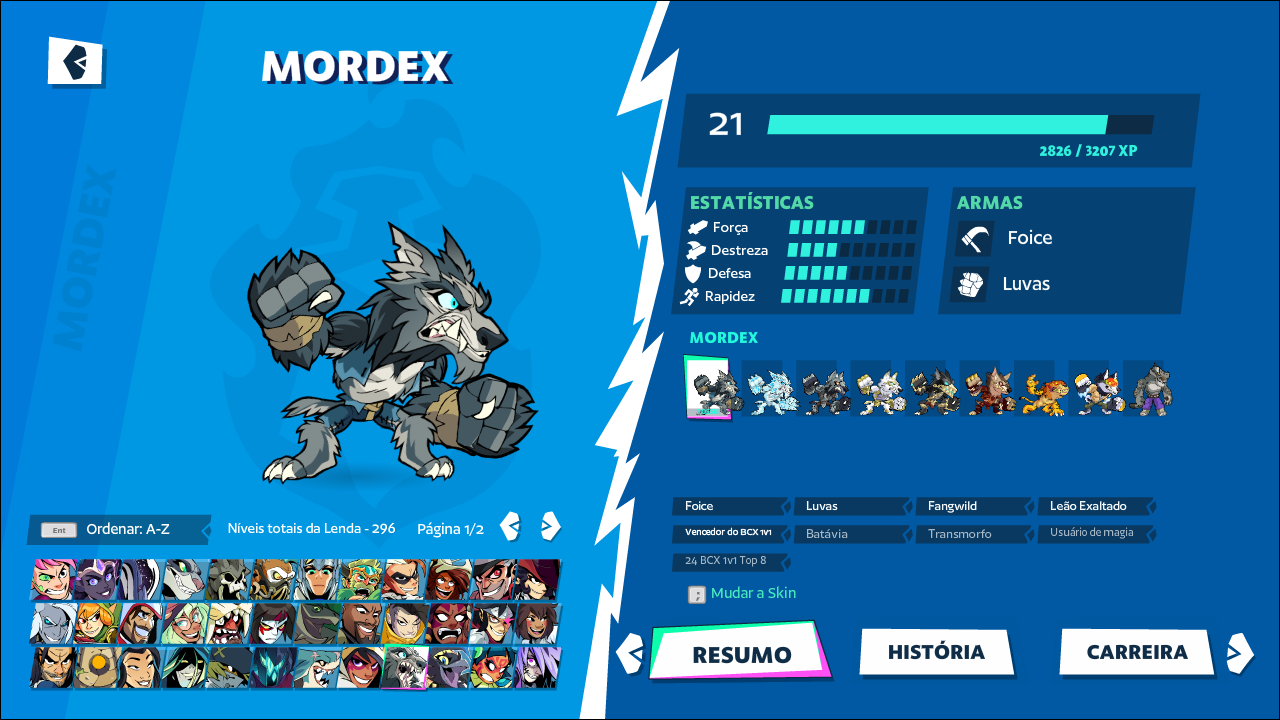 MORDEX
MORDEX
21
2826 / 3207 XP
ESTATÍSTICAS
Força
Destreza
Defesa
Rapidez
ARMAS
Foice
Luvas
MORDEX
Foice
Luvas
Fangwild
Leão Exaltado
Vencedor do BCX 1v1
Batávia
Transmorfo
Usuário de magia
24 BCX 1v1 Top 8
; Mudar a Skin
Ent Ordenar: A-Z
Níveis totais da Lenda - 296
Página 1/2
RESUMO
HISTÓRIA
CARREIRA